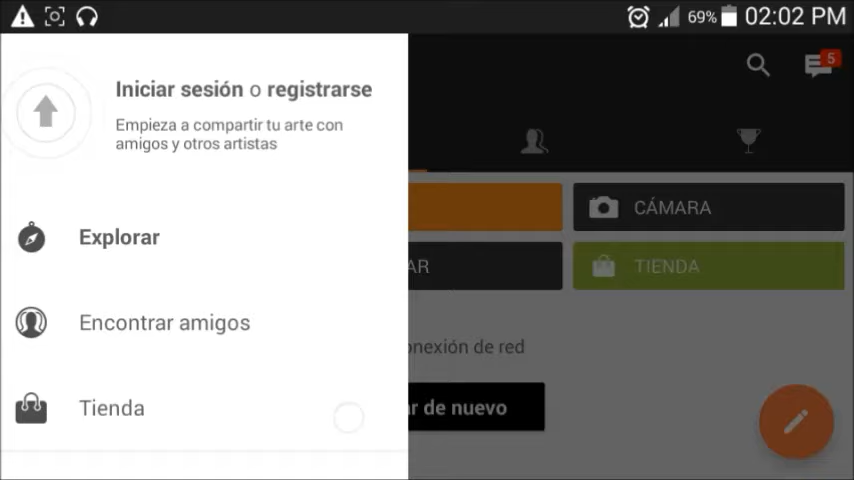 69% 02:02 PM
5
Iniciar sesión o registrarse
Empieza a compartir tu arte con
amigos y otros artistas
Explorar
Encontrar amigos
Tienda
CÁMARA
AR
TIENDA
onexión de red
ar de nuevo